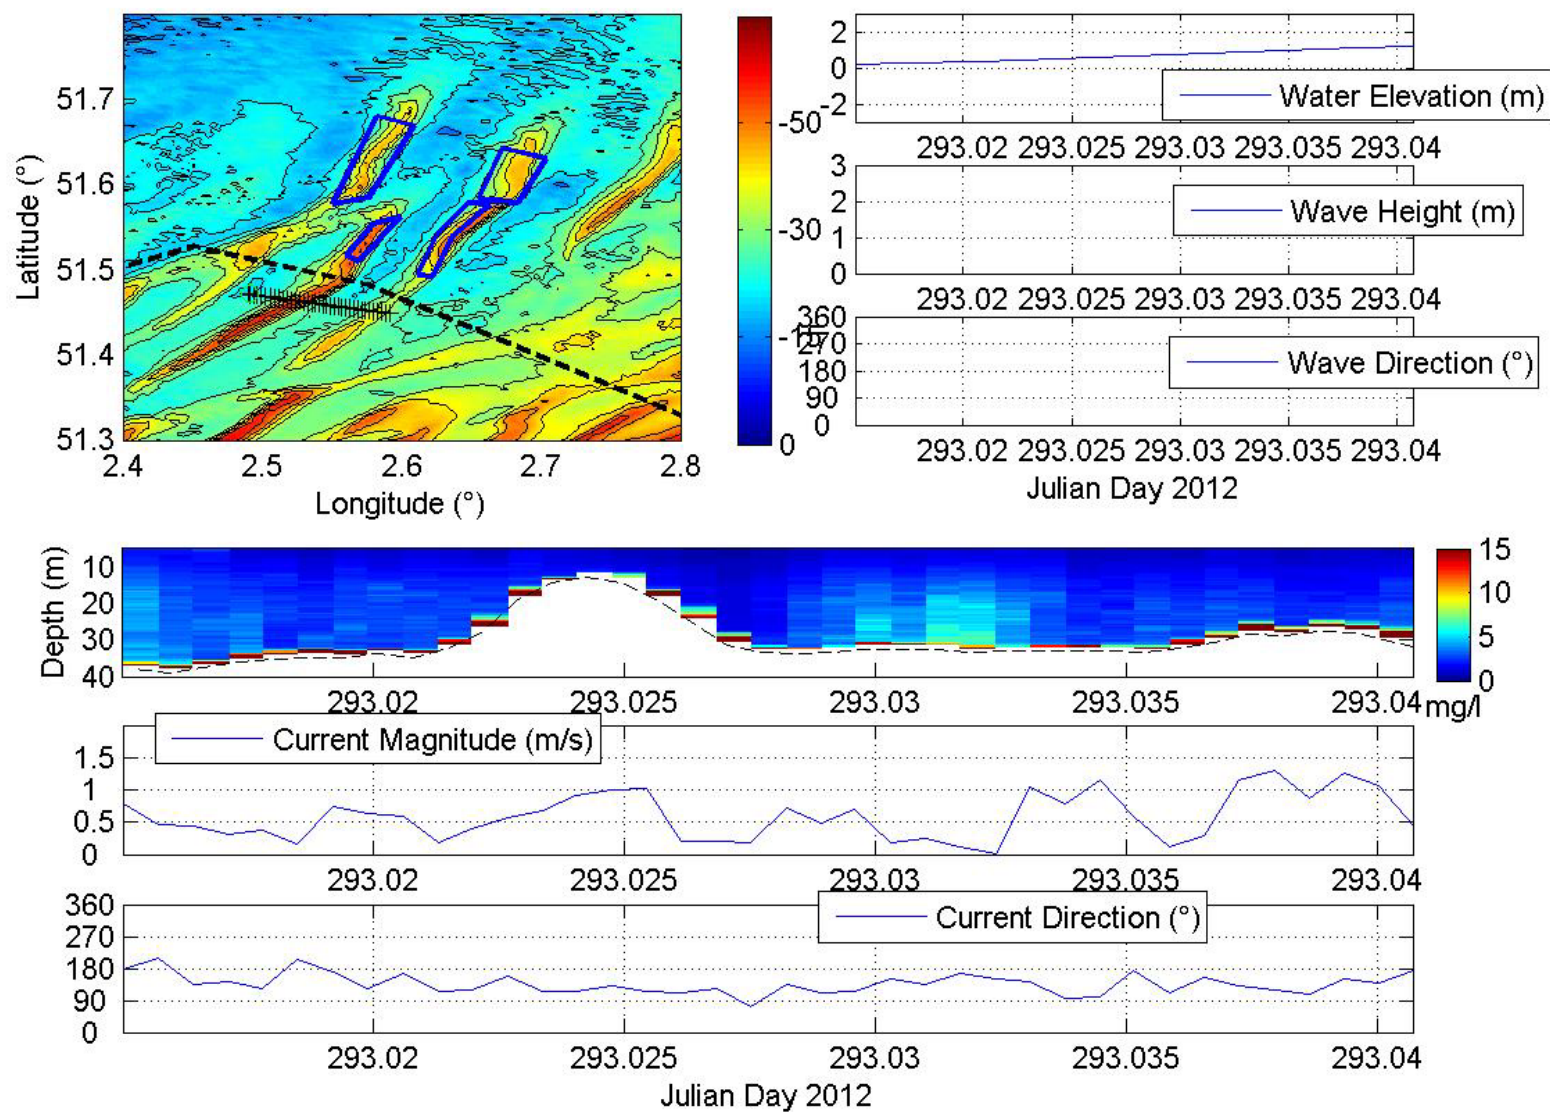 51.7
51.6
51.5
51.4
51.3
Latitude (°)
2.4 2.5 2.6 2.7 2.8
Longitude (°)
-50
-30
0
2
0
-2
Water Elevation (m)
293.02 293.025 293.03 293.035 293.04
3
2
1
0
Wave Height (m)
293.02 293.025 293.03 293.035 293.04
360
270
180
90
0
Wave Direction (°)
293.02 293.025 293.03 293.035 293.04
Julian Day 2012
Depth (m)
10
20
30
40
15
10
5
0
mg/l
293.02 293.025 293.03 293.035 293.04
Current Magnitude (m/s)
1.5
1
0.5
0
293.02 293.025 293.03 293.035 293.04
Current Direction (°)
360
270
180
90
0
293.02 293.025 293.03 293.035 293.04
Julian Day 2012